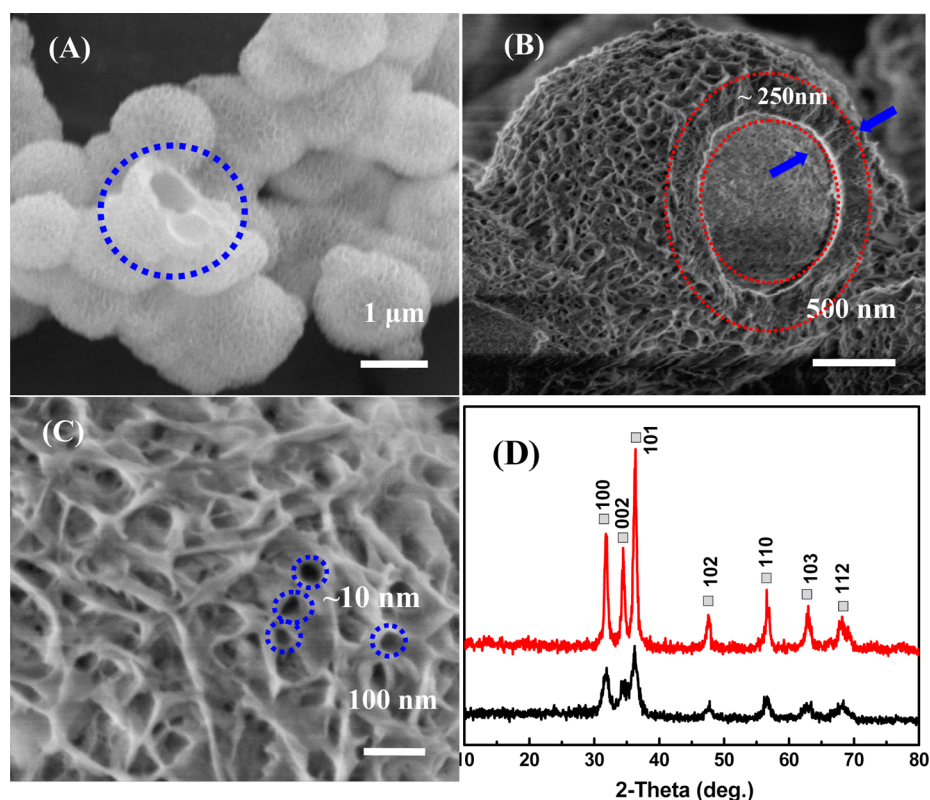 (A)
1 μm
(B)
~ 250nm
500 nm
(C)
~10 nm
100 nm
(D)
100
002
101
102
110
103
112
10 20 30 40 50 60 70 80
2-Theta (deg.)